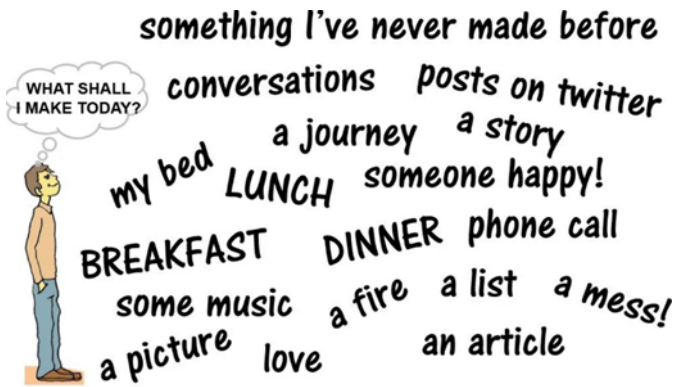 something I've never made before
WHAT SHALL
I MAKE TODAY?
conversations
posts on twitter
a journey
a story
my bed
LUNCH
someone happy!
BREAKFAST
DINNER
phone call
some music
a fire
a list
a mess!
a picture
love
an article